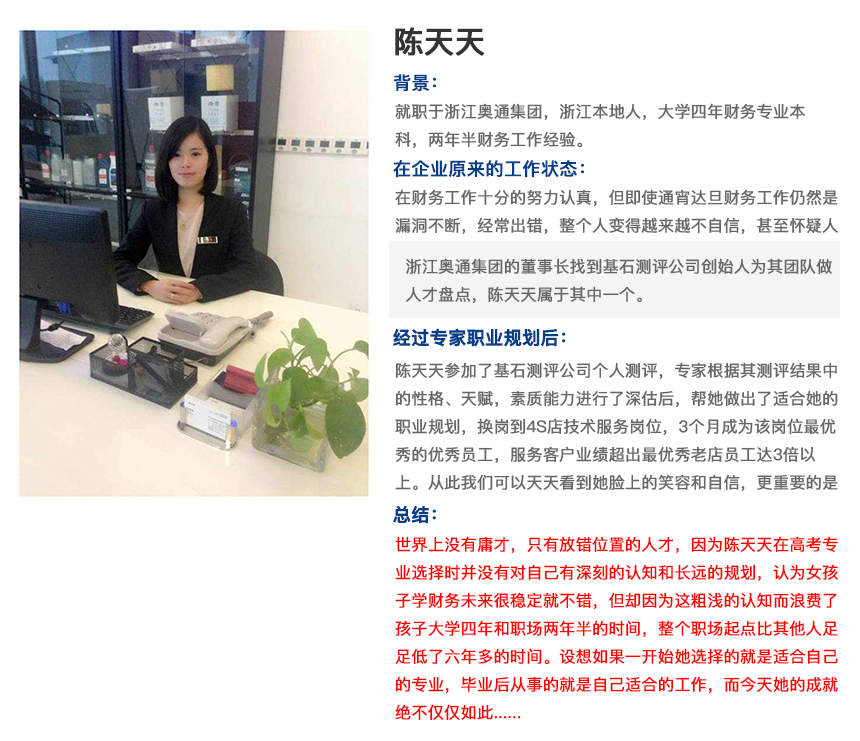 陈天天
背景：
就职于浙江奥通集团，浙江本地人，大学四年财务专业本
科，两年半财务工作经验。
在企业原来的工作状态：
在财务工作十分的努力认真，但即使通宵达旦财务工作仍然是
漏洞不断，经常出错，整个人变得越来越不自信，甚至怀疑人
浙江奥通集团的董事长找到基石测评公司创始人为其团队做
人才盘点，陈天天属于其中一个。
经过专家职业规划后：
陈天天参加了基石测评公司个人测评，专家根据其测评结果中
的性格、天赋，素质能力进行了深估后，帮她做出了适合她的
职业规划，换岗到4S店技术服务岗位，3个月成为该岗位最优
秀的优秀员工，服务客户业绩超出最优秀老店员工达3倍以
上。从此我们可以天天看到她脸上的笑容和自信，更重要的是
总结：
世界上没有庸才，只有放错位置的人才，因为陈天天在高考专
业选择时并没有对自己有深刻的认知和长远的规划，认为女孩
子学财务未来很稳定就不错，但却因为这粗浅的认知而浪费了
孩子大学四年和职场两年半的时间，整个职场起点比其他人足
足低了六年多的时间。设想如果一开始她选择的就是适合自己
的专业，毕业后从事的就是自己适合的工作，而今天她的成就
绝不仅仅如此......